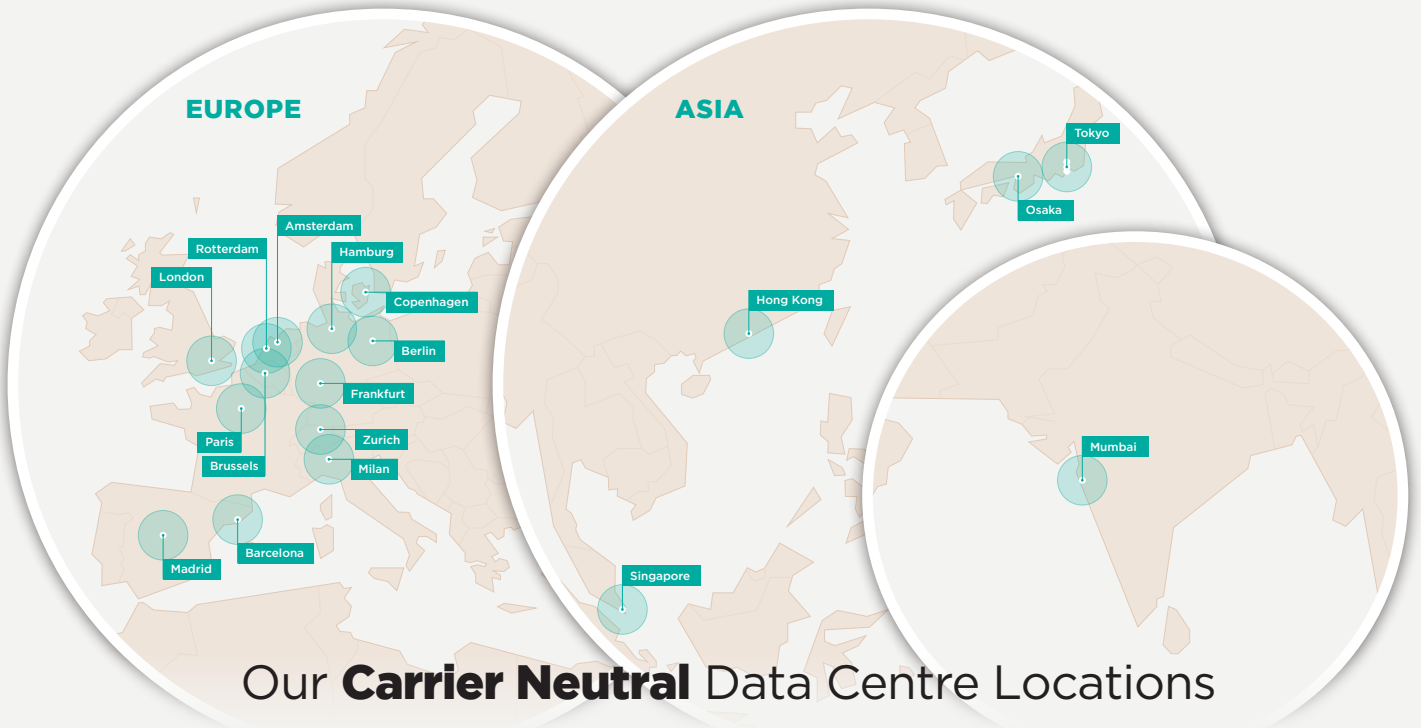 EUROPE
ASIA
Tokyo
Osaka
Amsterdam
Rotterdam
Hamburg
London
Copenhagen
Hong Kong
Berlin
Frankfurt
Zurich
Paris
Brussels
Milan
Mumbai
Barcelona
Madrid
Singapore
Our Carrier Neutral Data Centre Locations